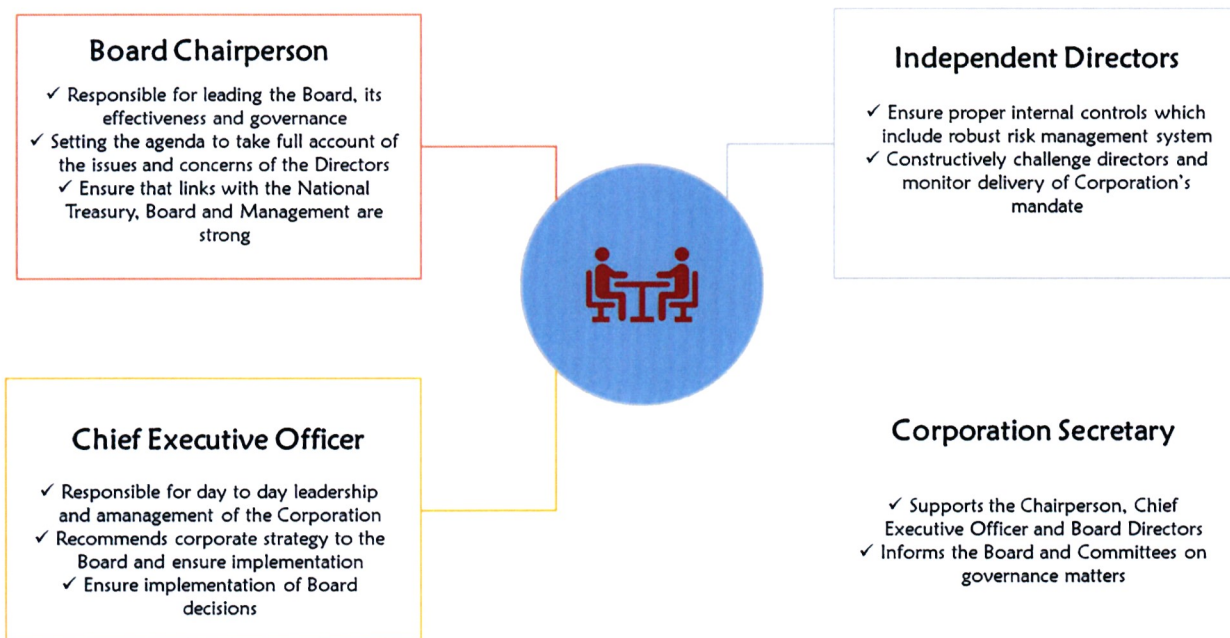 Board Chairperson
✓ Responsible for leading the Board, its
effectiveness and governance
✓ Setting the agenda to take full account of
the issues and concerns of the Directors
✓ Ensure that links with the National
Treasury, Board and Management are
strong
Independent Directors
✓ Ensure proper internal controls which
include robust risk management system
✓ Constructively challenge directors and
monitor delivery of Corporation's
mandate
Chief Executive Officer
✓ Responsible for day to day leadership
and amanagement of the Corporation
✓ Recommends corporate strategy to the
Board and ensure implementation
✓ Ensure implementation of Board
decisions
Corporation Secretary
✓ Supports the Chairperson, Chief
Executive Officer and Board Directors
✓ Informs the Board and Committees on
governance matters